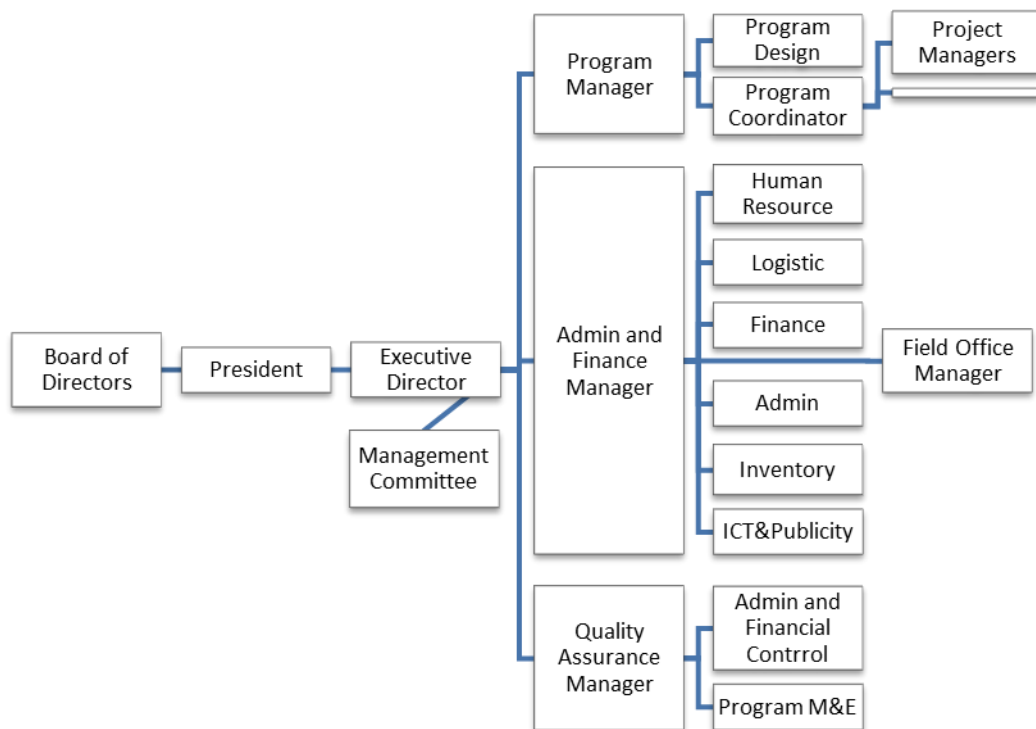 Board of
Directors
President
Executive
Director
Management
Committee
Program
Manager
Program
Design
Program
Coordinator
Project
Managers
Admin and
Finance
Manager
Human
Resource
Logistic
Finance
Field Office
Manager
Admin
Inventory
ICT&Publicity
Quality
Assurance
Manager
Admin and
Financial
Contrrol
Program M&E